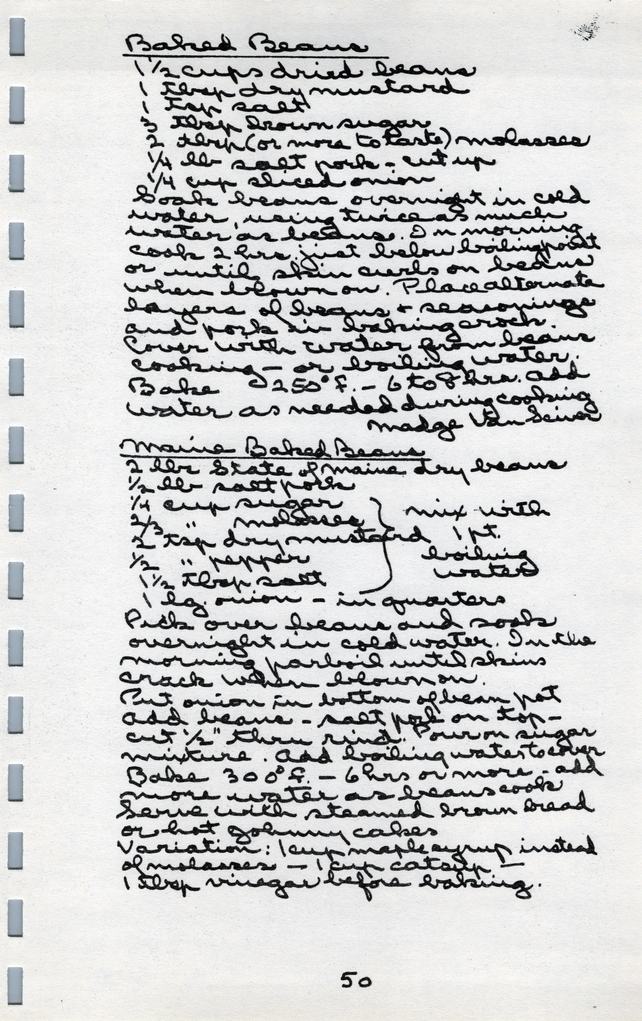 Baked Beans
1 1/2 cups dried beans
1 tbsp dry mustard
1 tsp salt
3 tbsp brown sugar
2 tbsp (or more to taste) molasses
1/4 lb salt pork - cut up
1/4 cup sliced onion
Soak beans overnight in cold
water, using twice as much
water as beans. In morning
cook 2 hrs. just below boiling point
or until skin curls on beans
when blown on. Place alternate
layers of beans + seasonings
and pork in baking crock.
Cover with water from beans
cooking - or boiling water.
Bake 250° f. - 6 to 8 hrs. add
water as needed during cooking
Madge Van Sciver
Maine Baked Beans
2 lbs State of Maine dry beans
1/2 lb salt pork
1/4 cup sugar
2/3 " molasses
2 tsp dry mustard
1/2 " pepper
1 1/2 tbsp salt
mix with
1 pt.
boiling
water
1 lg. onion - in quarters
Pick over beans and soak
overnight in cold water. In the
morning parboil until skins
crack when blown on.
Put onion in bottom of bean pot
add beans - salt pork on top -
cut 1/2" thru rind. Pour on sugar
mixture. Add boiling water to cover
Bake 300° f. - 6 hrs or more - add
more water as beans cook
Serve with steamed brown bread
or hot Johnny cakes
Variation: 1 cup maple syrup instead
of molasses - 1 cup catsup -
1 tbsp vinegar before baking.
50